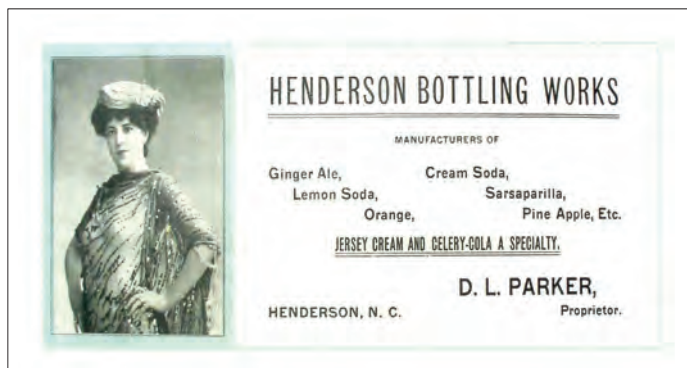 HENDERSON BOTTLING WORKS
MANUFACTURERS OF
Ginger Ale, Cream Soda,
Lemon Soda, Sarsaparilla,
Orange, Pine Apple, Etc.
JERSEY CREAM AND CELERY-COLA A SPECIALTY.
D. L. PARKER,
HENDERSON, N. C. Proprietor.